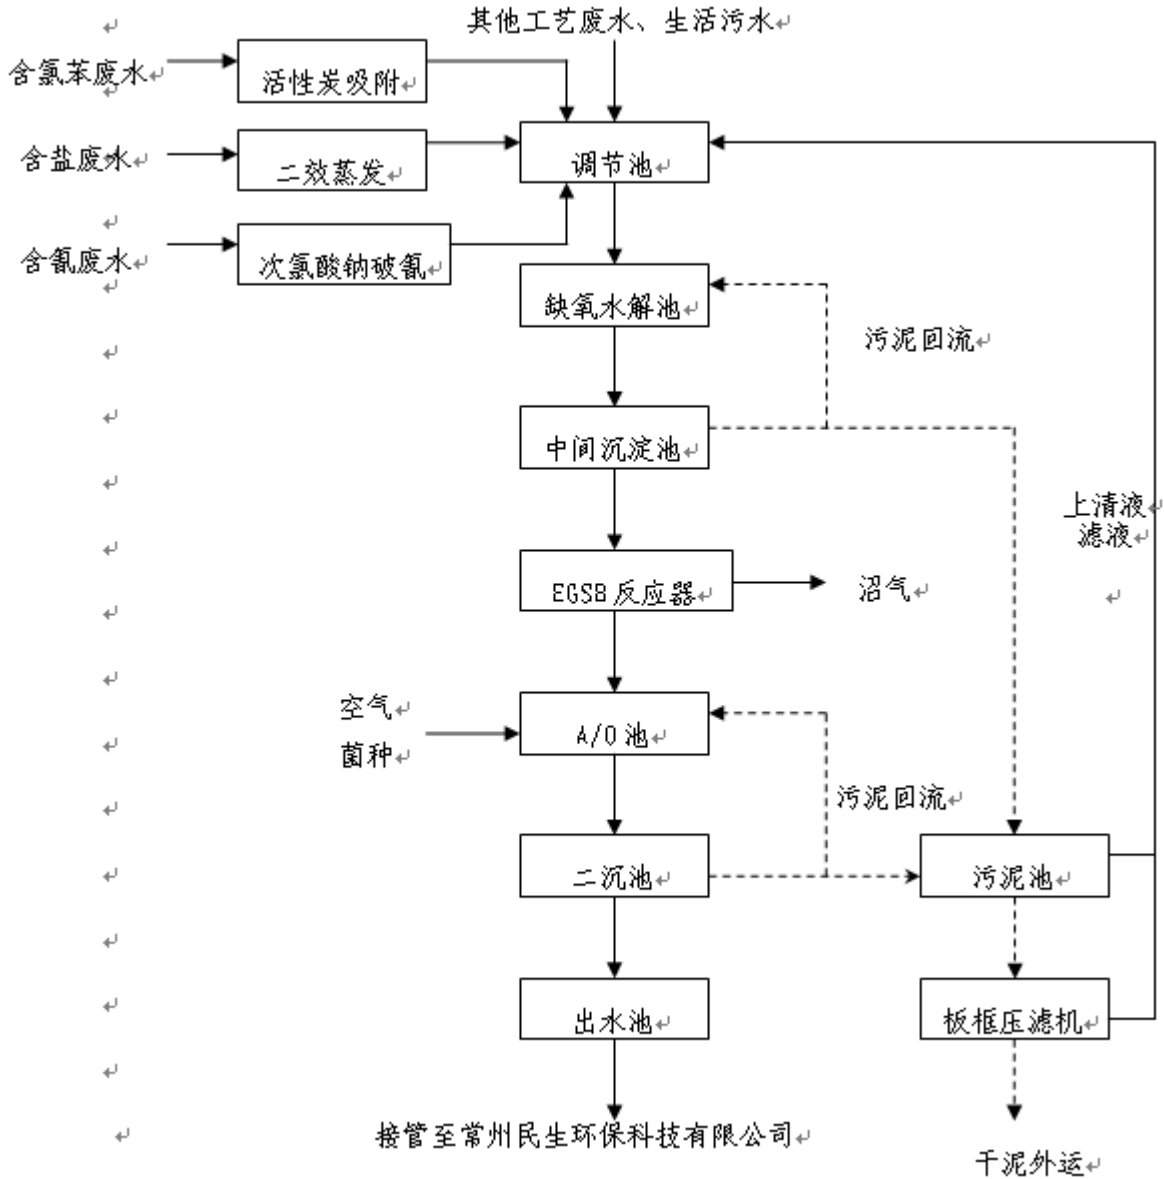 其他工艺废水、生活污水
含氯苯废水
活性炭吸附
含盐废水
二效蒸发
调节池
含氰废水
次氯酸钠破氰
缺氧水解池
污泥回流
中间沉淀池
上清液
滤液
EGSB 反应器
沼气
空气
菌种
A/O 池
污泥回流
二沉池
污泥池
出水池
板框压滤机
接管至常州民生环保科技有限公司
干泥外运